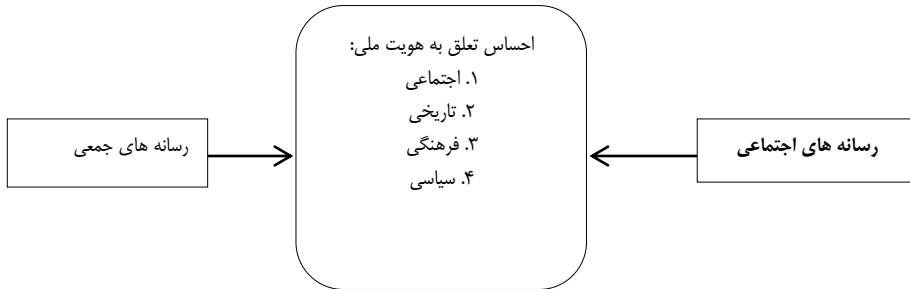 احساس تعلق به هویت ملی:
۱. اجتماعی
۲. تاریخی
۳. فرهنگی
۴. سیاسی
رسانه های اجتماعی
رسانه های جمعی